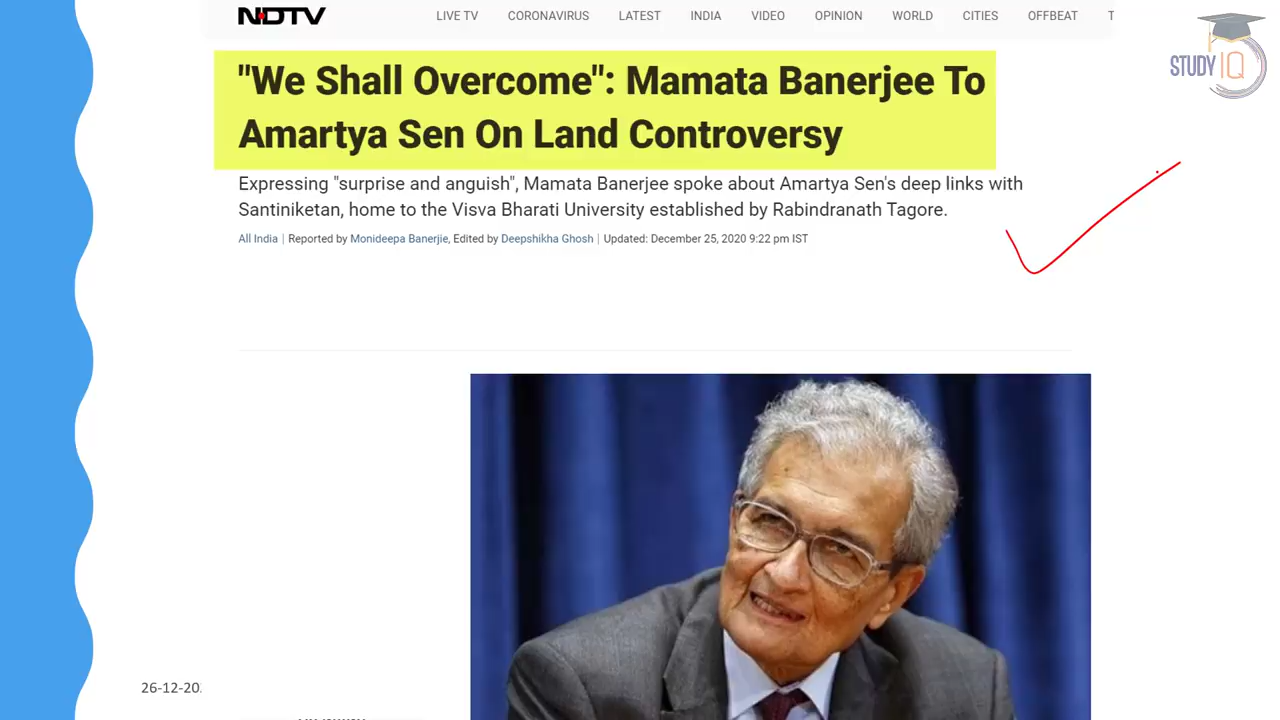 NDTV
LIVE TV CORONAVIRUS LATEST INDIA VIDEO OPINION WORLD CITIES OFFBEAT T
STUDY IQ
"We Shall Overcome": Mamata Banerjee To
Amartya Sen On Land Controversy
Expressing "surprise and anguish", Mamata Banerjee spoke about Amartya Sen's deep links with
Santiniketan, home to the Visva Bharati University established by Rabindranath Tagore.
All India | Reported by Monideepa Banerjie, Edited by Deepshikha Ghosh | Updated: December 25, 2020 9:22 pm IST
26-12-20